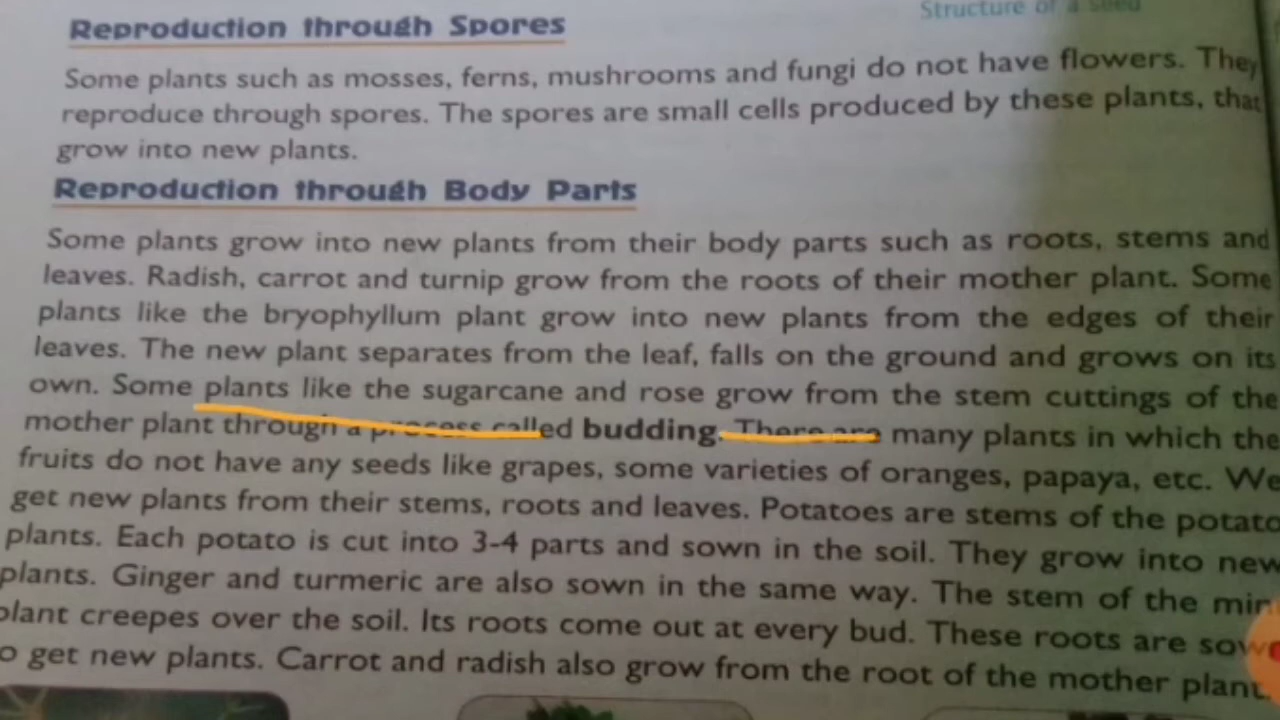 Structure of a seed
Reproduction through Spores
Some plants such as mosses, ferns, mushrooms and fungi do not have flowers. They
reproduce through spores. The spores are small cells produced by these plants, that
grow into new plants.
Reproduction through Body Parts
Some plants grow into new plants from their body parts such as roots, stems and
leaves. Radish, carrot and turnip grow from the roots of their mother plant. Some
plants like the bryophyllum plant grow into new plants from the edges of their
leaves. The new plant separates from the leaf, falls on the ground and grows on its
own. Some plants like the sugarcane and rose grow from the stem cuttings of the
mother plant through a process called budding. There are many plants in which the
fruits do not have any seeds like grapes, some varieties of oranges, papaya, etc. We
get new plants from their stems, roots and leaves. Potatoes are stems of the potato
plants. Each potato is cut into 3-4 parts and sown in the soil. They grow into new
plants. Ginger and turmeric are also sown in the same way. The stem of the
plant creepes over the soil. Its roots come out at every bud. These roots are
get new plants. Carrot and radish also grow from the root of the mother plant.